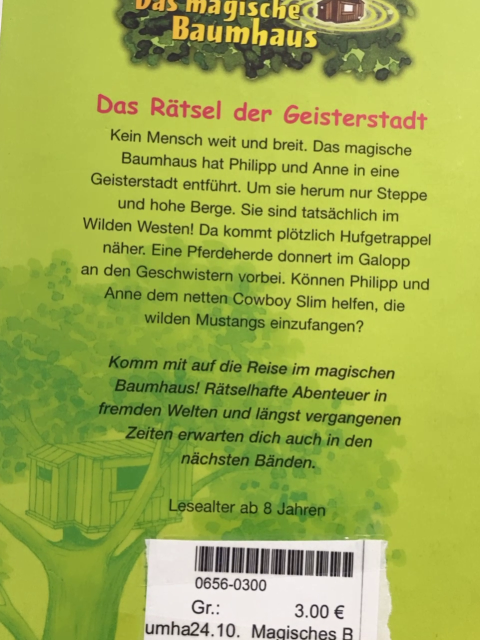 Das magische
Baumhaus
Das Rätsel der Geisterstadt
Kein Mensch weit und breit. Das magische
Baumhaus hat Philipp und Anne in eine
Geisterstadt entführt. Um sie herum nur Steppe
und hohe Berge. Sie sind tatsächlich im
Wilden Westen! Da kommt plötzlich Hufgetrappel
näher. Eine Pferdeherde donnert im Galopp
an den Geschwistern vorbei. Können Philipp und
Anne dem netten Cowboy Slim helfen, die
wilden Mustangs einzufangen?
Komm mit auf die Reise im magischen
Baumhaus! Rätselhafte Abenteuer in
fremden Welten und längst vergangenen
Zeiten erwarten dich auch in den
nächsten Bänden.
Lesealter ab 8 Jahren
0656-0300
Gr.: 3.00 €
umha24.10. Magisches B